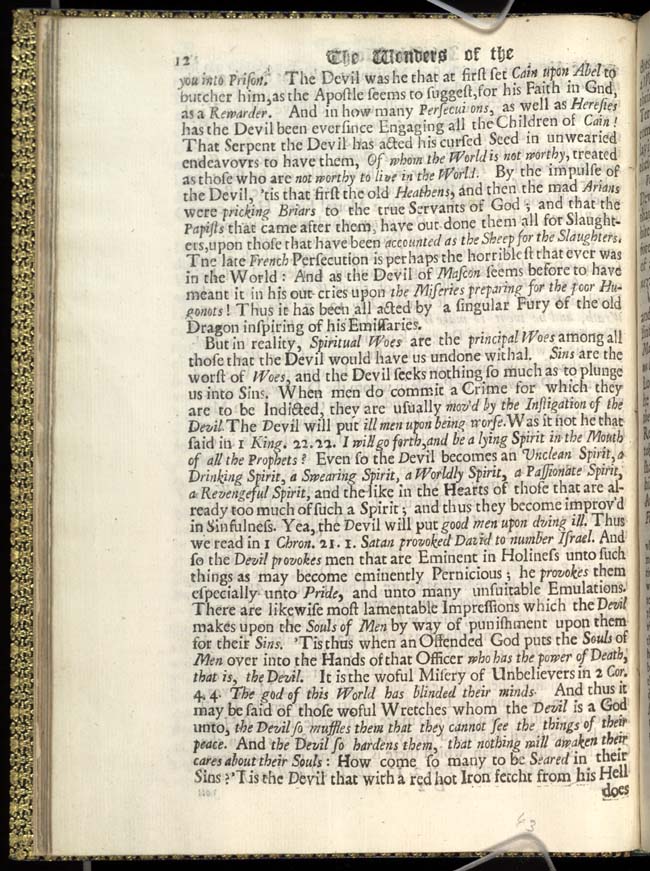 12 The Wonders of the
you into Prison. The Devil was he that at first set Cain upon Abel to
butcher him, as the Apostle seems to suggest, for his Faith in God,
as a Rewarder. And in how many Persecuions, as well as Heresies
has the Devil been ever since Engaging all the Children of Cain!
That Serpent the Devil has acted his cursed Seed in unwearied
endeavovrs to have them, Of whom the World is not worthy, treated
as those who are not worthy to live in the World. By the impulse of
the Devil, 'tis that first the old Heathens, and then the mad Arians
were pricking Briars to the true Servants of God; and that the
Papists that came after them, have out done them all for Slaught-
ers, upon those that have been accounted as the Sheep for the Slaughters.
Tne late French Persecution is perhaps the horriblest that ever was
in the World: And as the Devil of Mascon seems before to have
meant it in his out cries upon the Miseries preparing for the poor Hu-
gonots! Thus it has been all acted by a singular Fury of the old
Dragon inspiring of his Emissaries.
But in reality, Spiritual Woes are the principal Woes among all
those that the Devil would have us undone withal. Sins are the
worst of Woes, and the Devil seeks nothing so much as to plunge
us into Sins. When men do commit a Crime for which they
are to be Indicted, they are usually mov'd by the Instigation of the
Devil. The Devil will put ill men upon being worse. Was it not he that
said in 1 King. 22.22. I will go forth, and be a lying Spirit in the Mouth
of all the Prophets? Even so the Devil becomes an Unclean Spirit, a
Drinking Spirit, a Swearing Spirit, a Worldly Spirit, a Passionate Spirit,
a Revengeful Spirit, and the like in the Hearts of those that are al-
ready too much of such a Spirit; and thus they become improv'd
in Sinfulness. Yea, the Devil will put good men upon dving ill. Thus
we read in 1 Chron. 21. 1. Satan provoked David to number Israel. And
so the Devil provokes men that are Eminent in Holiness unto such
things as may become eminently Pernicious; he provokes them
especially unto Pride, and unto many unsuitable Emulations.
There are likewise most lamentable Impressions which the Devil
makes upon the Souls of Men by way of punishment upon them
for their Sins. 'Tis thus when an Offended God puts the Souls of
Men over into the Hands of that Officer who has the power of Death,
that is, the Devil. It is the woful Misery of Unbelievers in 2 Cor.
4. 4. The god of this World has blinded their minds. And thus it
may be said of those woful Wretches whom the Devil is a God
unto, the Devil so muffles them that they cannot see the things of their
peace. And the Devil so hardens them, that nothing will awaken their
cares about their Souls: How come so many to be Seared in their
Sins? 'Tis the Devil that with a red hot Iron fetcht from his Hell
does